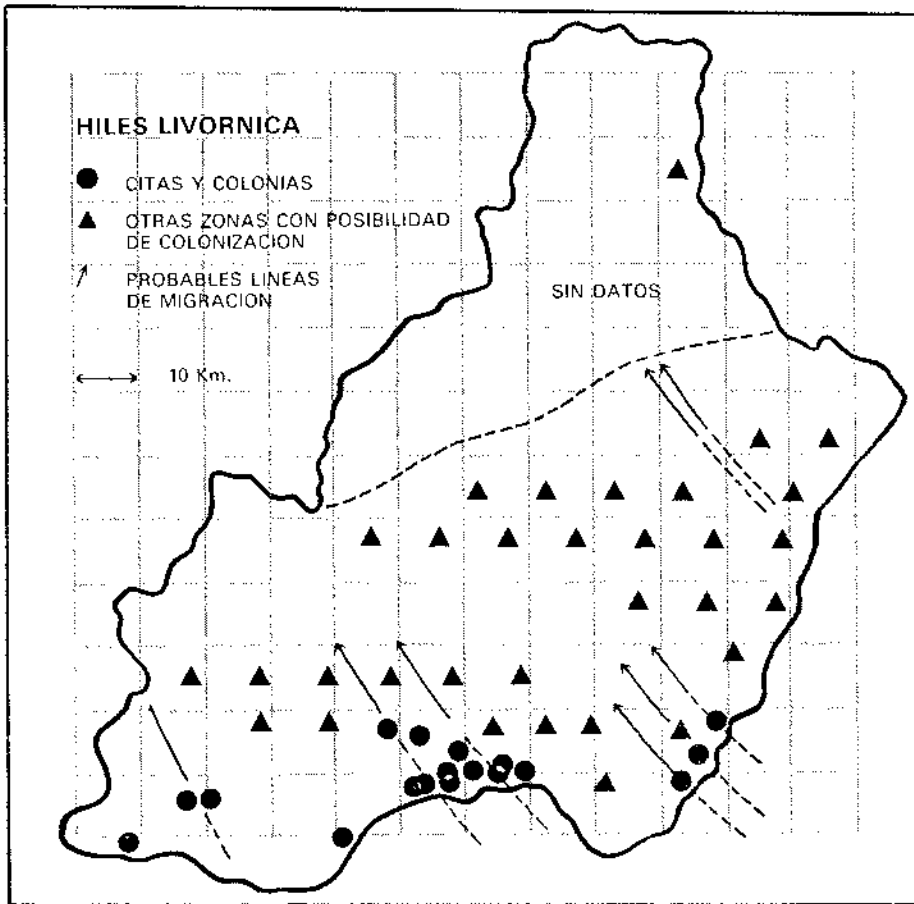 HILES LIVORNICA
CITAS Y COLONIAS
OTRAS ZONAS CON POSIBILIDAD
DE COLONIZACION
PROBABLES LINEAS
DE MIGRACION
10 Km.
SIN DATOS